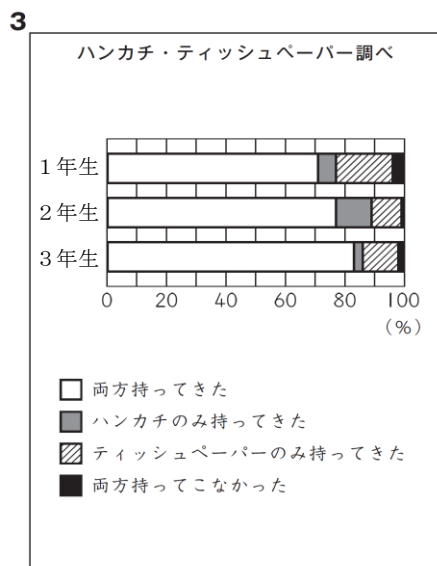 3
ハンカチ・ティッシュペーパー調べ
1年生
2年生
3年生
0 20 40 60 80 100
(%)
両方持ってきた
ハンカチのみ持ってきた
ティッシュペーパーのみ持ってきた
両方持ってこなかった